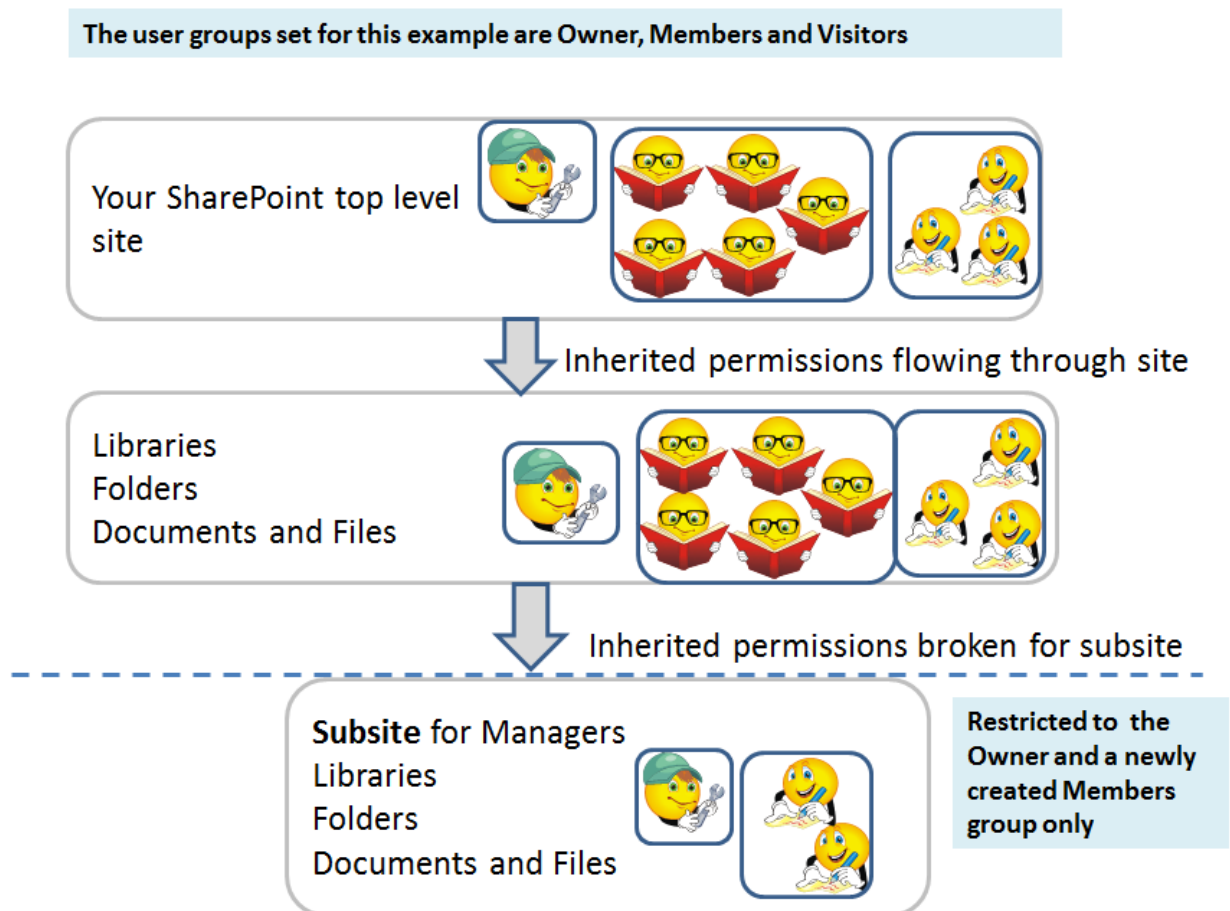 The user groups set for this example are Owner, Members and Visitors
Your SharePoint top level
site
Inherited permissions flowing through site
Libraries
Folders
Documents and Files
Inherited permissions broken for subsite
Subsite for Managers
Libraries
Folders
Documents and Files
Restricted to the
Owner and a newly
created Members
group only